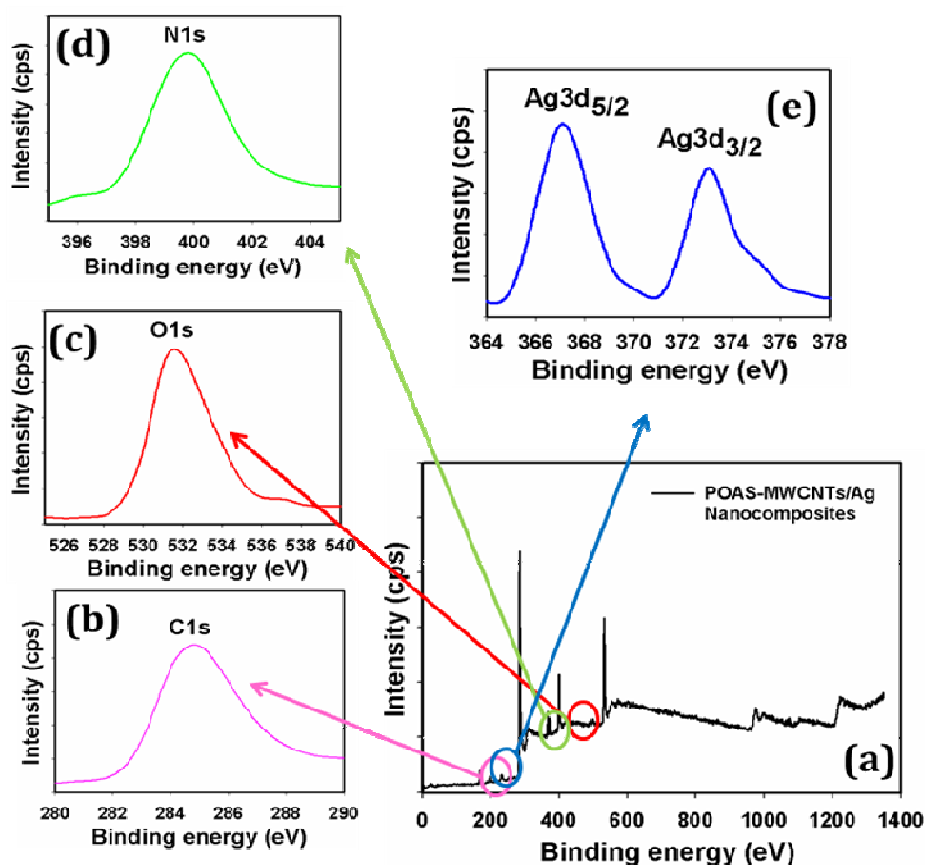 (d)
N1s
Intensity (cps)
396 398 400 402 404
Binding energy (eV)
(e)
Ag3d5/2
Ag3d3/2
Intensity (cps)
364 366 368 370 372 374 376 378
Binding energy (eV)
(c)
O1s
Intensity (cps)
526 528 530 532 534 536 538 540
Binding energy (eV)
(b)
C1s
Intensity (cps)
280 282 284 286 288 290
Binding energy (eV)
POAS-MWCNTs/Ag
Nanocomposites
Intensity (cps)
(a)
0 200 400 600 800 1000 1200 1400
Binding energy (eV)